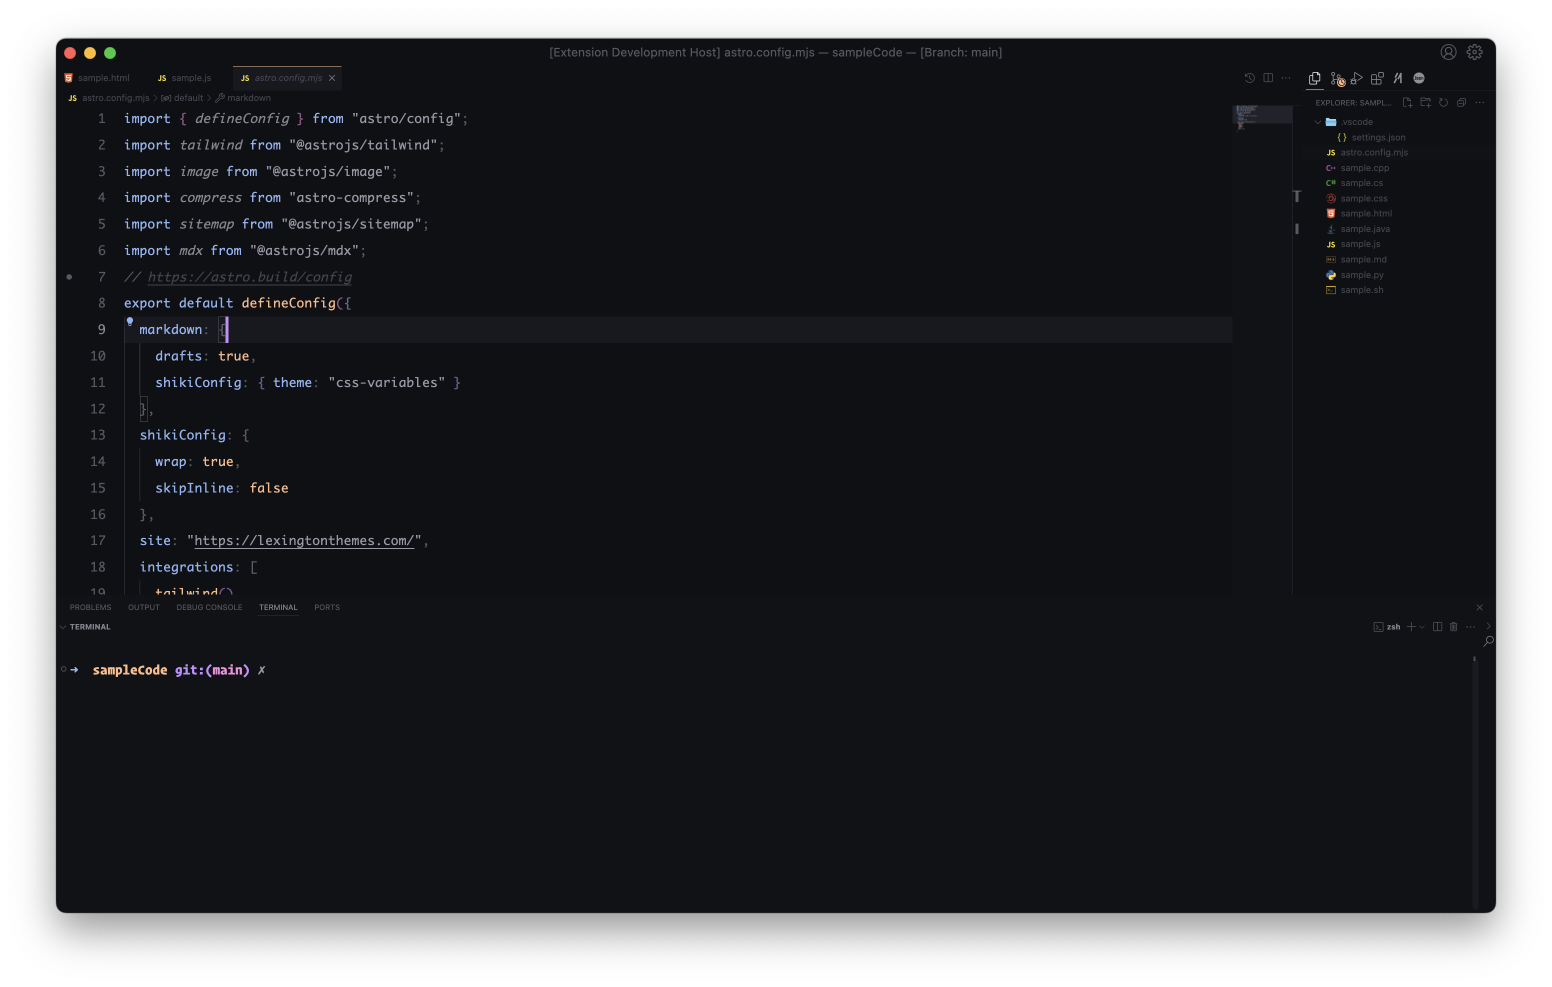 [Extension Development Host] astro.config.mjs — sampleCode — [Branch: main]
sample.html
JS sample.js
JS astro.config.mjs
JS astro.config.mjs > default > markdown
1 import { defineConfig } from "astro/config";
2 import tailwind from "@astrojs/tailwind";
3 import image from "@astrojs/image";
4 import compress from "astro-compress";
5 import sitemap from "@astrojs/sitemap";
6 import mdx from "@astrojs/mdx";
7 // https://astro.build/config
8 export default defineConfig({
9 markdown: {
10 drafts: true,
11 shikiConfig: { theme: "css-variables" }
12 },
13 shikiConfig: {
14 wrap: true,
15 skipInline: false
16 },
17 site: "https://lexingtonthemes.com/",
18 integrations: [
19 tailwind()
EXPLORER: SAMPL...
.vscode
{ } settings.json
JS astro.config.mjs
sample.cpp
sample.cs
sample.css
sample.html
sample.java
JS sample.js
sample.md
sample.py
sample.sh
PROBLEMS OUTPUT DEBUG CONSOLE TERMINAL PORTS
TERMINAL
zsh
➜ sampleCode git:(main) ✗